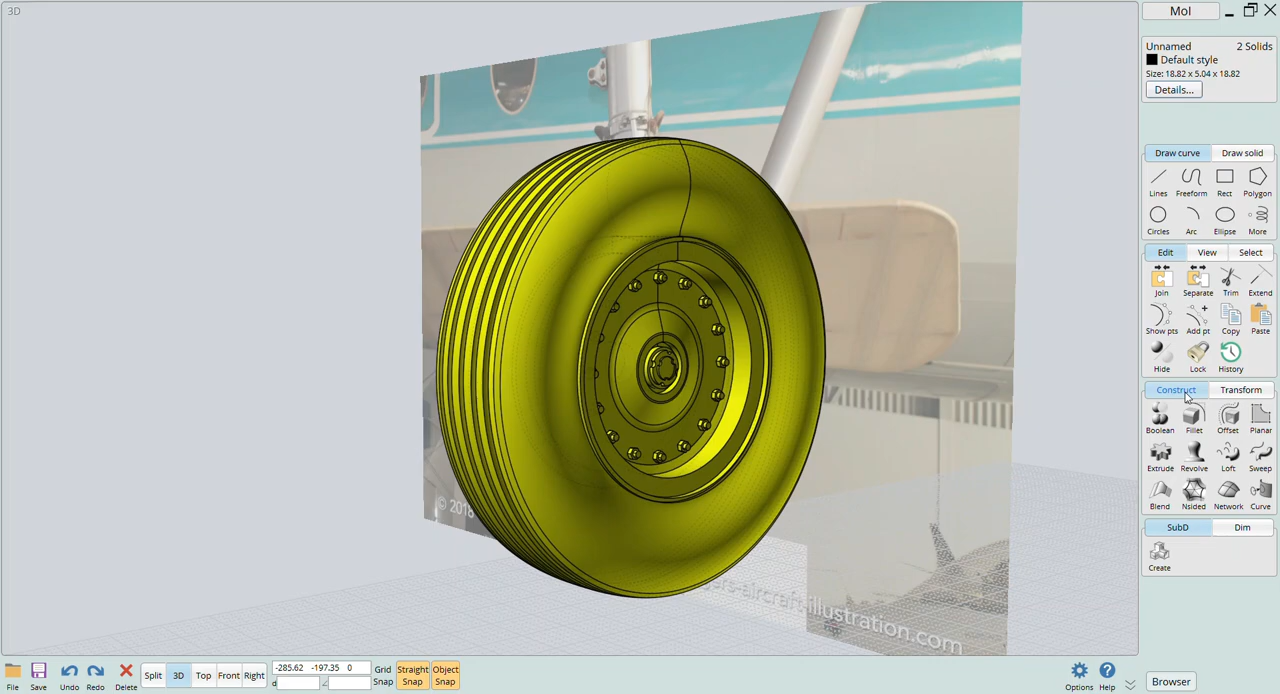 3D
MoI
Unnamed 2 Solids
Default style
Size: 18.82 x 5.04 x 18.82
Details...
Draw curve Draw solid
Lines Freeform Rect Polygon
Circles Arc Ellipse More
Edit View Select
Join Separate Trim Extend
Show pts Add pt Copy Paste
Hide Lock History
Construct Transform
Boolean Fillet Offset Planar
Extrude Revolve Loft Sweep
Blend Nsided Network Curve
SubD Dim
Create
© 2018
ers-aircraft-illustration.com
File Save Undo Redo Delete Split 3D Top Front Right
-285.62 -197.35 0
d
Grid Snap
Straight Snap
Object Snap
Options Help Browser